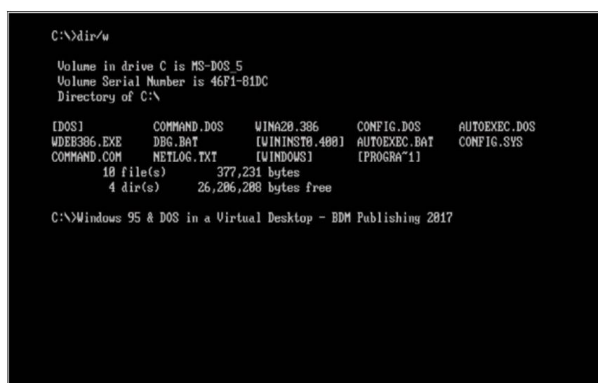 C:\>dir/w
Volume in drive C is MS-DOS_5
Volume Serial Number is 46F1-81DC
Directory of C:\
[DOS] COMMAND.DOS WINA20.386 CONFIG.DOS AUTOEXEC.DOS
WDEB386.EXE DBG.BAT [WININST0.400] AUTOEXEC.BAT CONFIG.SYS
COMMAND.COM NETLOG.TXT [WINDOWS] [PROGRA~1]
10 file(s) 377,231 bytes
4 dir(s) 26,206,208 bytes free
C:\>Windows 95 & DOS in a Virtual Desktop - BDM Publishing 2017